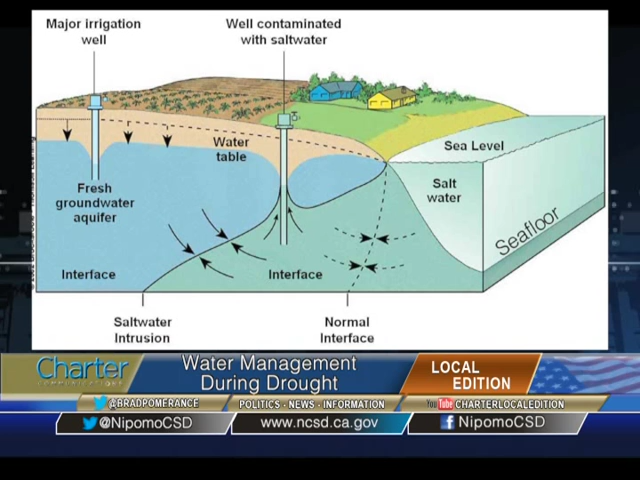 Major irrigation
well
Well contaminated
with saltwater
Water
table
Sea Level
Fresh
groundwater
aquifer
Salt
water
Seafloor
Interface
Interface
Saltwater
Intrusion
Normal
Interface
Charter
Water Management
During Drought
LOCAL
EDITION
@BRADPOMERANCE
POLITICS - NEWS - INFORMATION
You Tube CHARTERLOCALEDITION
@NipomoCSD
www.ncsd.ca.gov
NipomoCSD